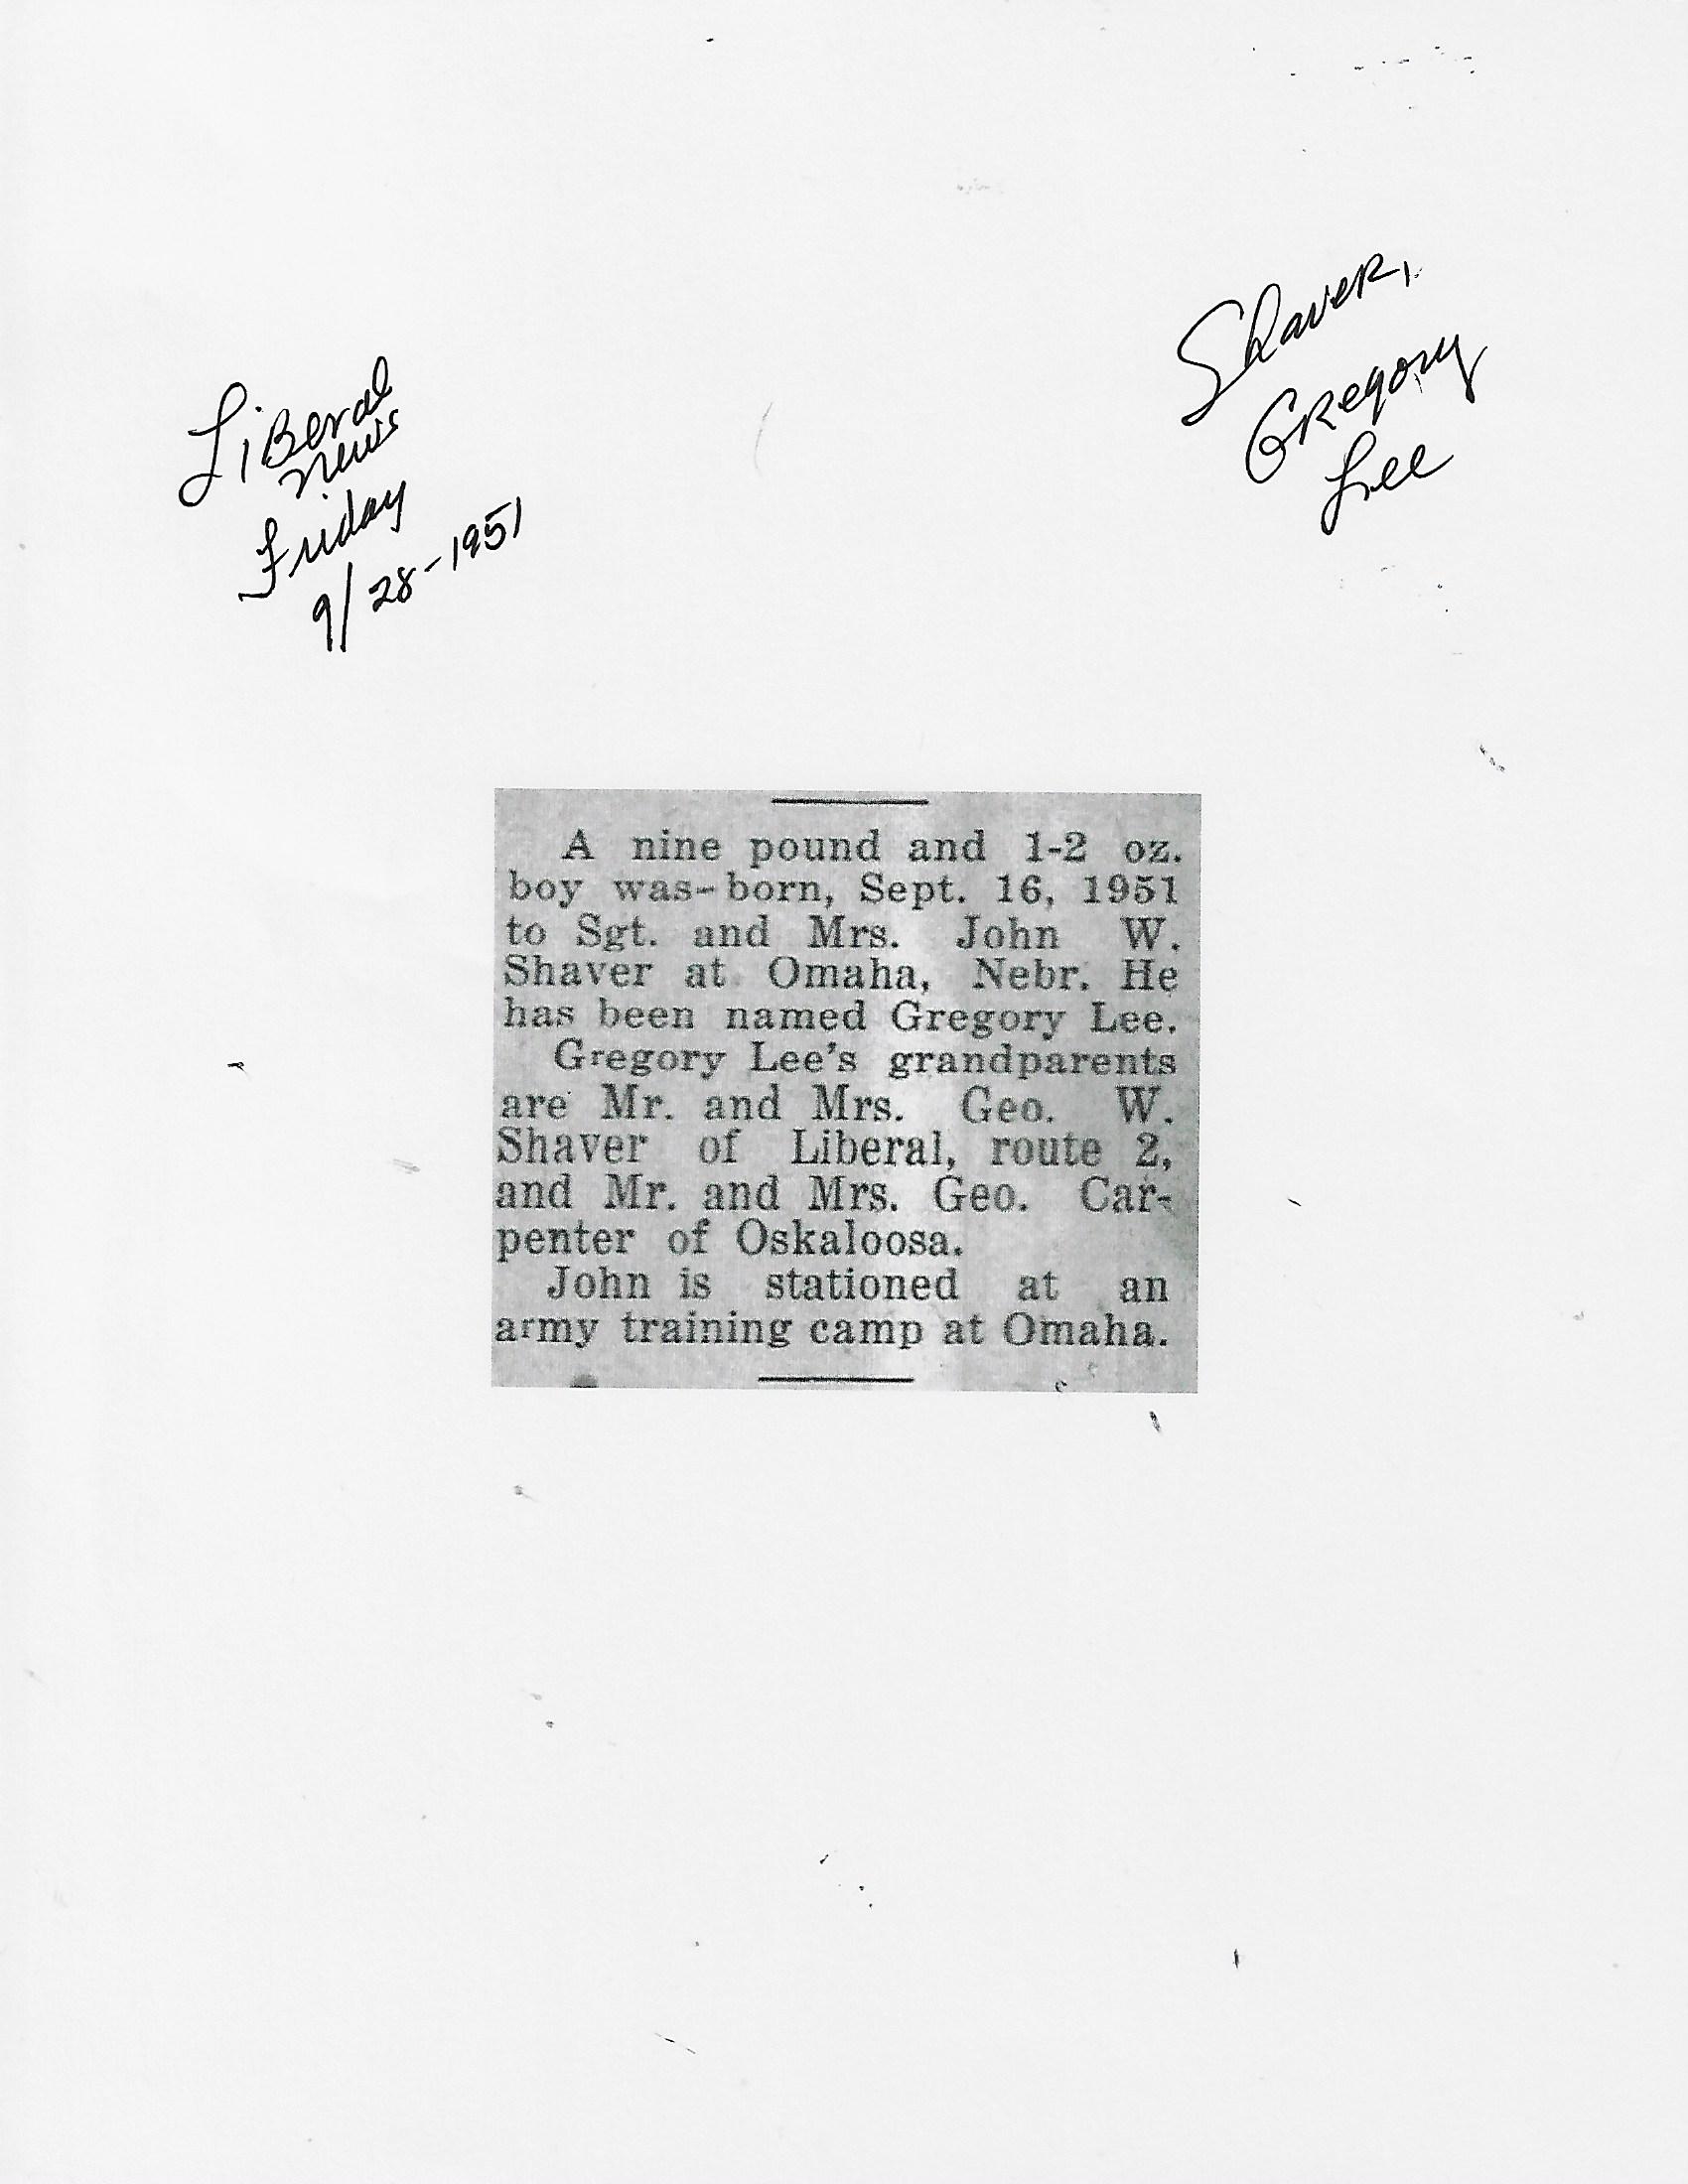 Shaver,
Gregory
Lee
Liberal
News
Friday
9/28-1951
A nine pound and 1-2 oz.
boy was-born, Sept. 16, 1951
to Sgt. and Mrs. John W.
Shaver at Omaha, Nebr. He
has been named Gregory Lee.
Gregory Lee's grandparents
are Mr. and Mrs. Geo. W.
Shaver of Liberal, route 2,
and Mr. and Mrs. Geo. Car-
penter of Oskaloosa.
John is stationed at an
army training camp at Omaha.